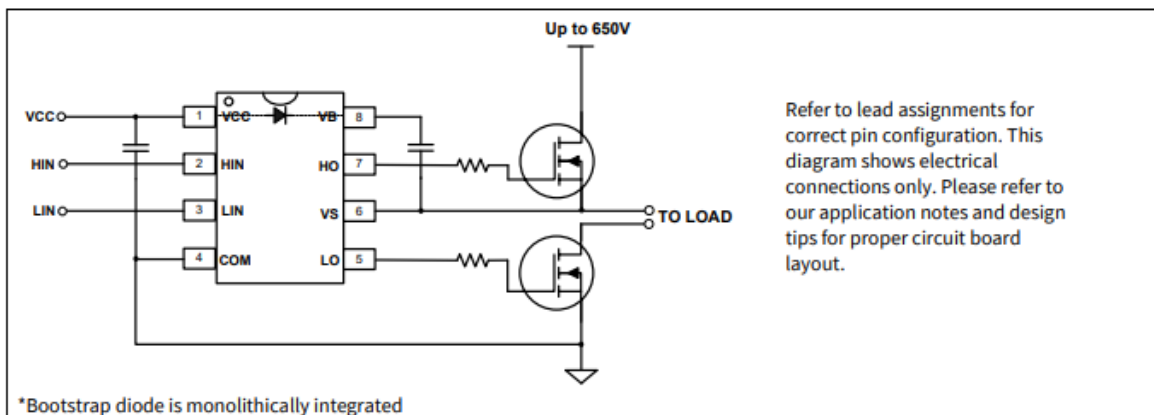 Up to 650V
VCC
1
VCC
VB
8
HIN
2
HIN
HO
7
LIN
3
LIN
VS
6
TO LOAD
4
COM
LO
5
Refer to lead assignments for
correct pin configuration. This
diagram shows electrical
connections only. Please refer to
our application notes and design
tips for proper circuit board
layout.
*Bootstrap diode is monolithically integrated